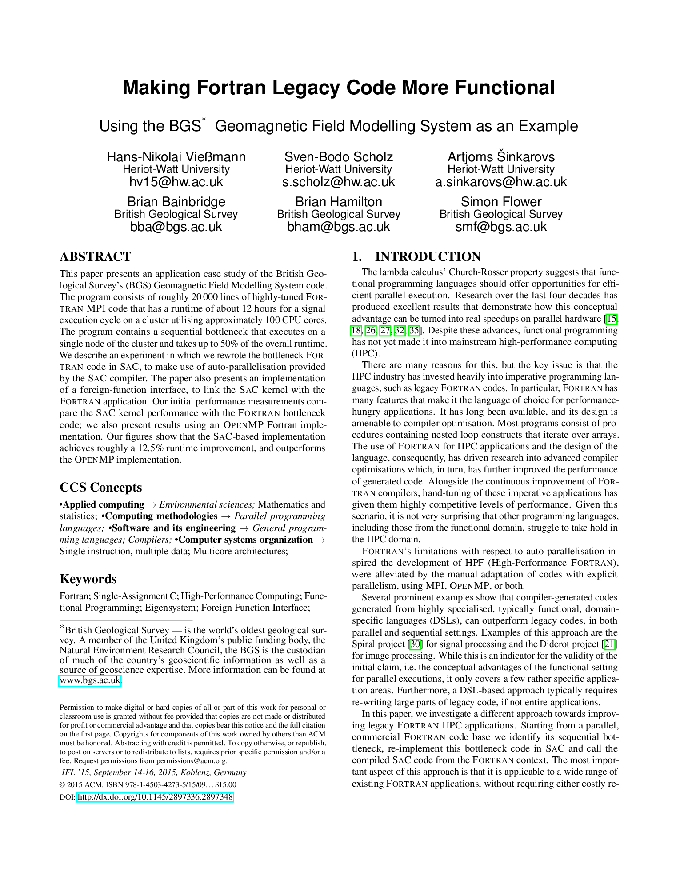 Making Fortran Legacy Code More Functional
Using the BGS* Geomagnetic Field Modelling System as an Example
Hans-Nikolai Vießmann
Heriot-Watt University
hv15@hw.ac.uk
Sven-Bodo Scholz
Heriot-Watt University
s.scholz@hw.ac.uk
Artjoms Šinkarovs
Heriot-Watt University
a.sinkarovs@hw.ac.uk
Brian Bainbridge
British Geological Survey
bba@bgs.ac.uk
Brian Hamilton
British Geological Survey
bham@bgs.ac.uk
Simon Flower
British Geological Survey
smf@bgs.ac.uk
ABSTRACT
This paper presents an application case study of the British Geo-
logical Survey's (BGS) Geomagnetic Field Modelling System code.
The program consists of roughly 20 000 lines of highly-tuned FOR-
TRAN MPI code that has a runtime of about 12 hours for a signal
execution cycle on a cluster utilising approximately 100 CPU cores.
The program contains a sequential bottleneck that executes on a
single node of the cluster and takes up to 50% of the overall runtime.
We describe an experiment in which we rewrote the bottleneck FOR-
TRAN code in SAC, to make use of auto-parallelisation provided
by the SAC compiler. The paper also presents an implementation
of a foreign-function interface, to link the SAC kernel with the
FORTRAN application. Our initial performance measurements com-
pare the SAC kernel performance with the FORTRAN bottleneck
code; we also present results using an OPENMP Fortran imple-
mentation. Our figures show that the SAC-based implementation
achieves roughly a 12.5% runtime improvement, and outperforms
the OPENMP implementation.
CCS Concepts
•Applied computing → Environmental sciences; Mathematics and
statistics; •Computing methodologies → Parallel programming
languages; •Software and its engineering → General program-
ming languages; Compilers; •Computer systems organization →
Single instruction, multiple data; Multicore architectures;
Keywords
Fortran; Single-Assignment C; High-Performance Computing; Func-
tional Programming; Eigensystem; Foreign Function Interface;
*British Geological Survey — is the world's oldest geological sur-
vey. A member of the United Kingdom's public funding body, the
Natural Environment Research Council, the BGS is the custodian
of much of the country's geoscientific information as well as a
source of geoscience expertise. More information can be found at
www.bgs.ac.uk.
Permission to make digital or hard copies of all or part of this work for personal or
classroom use is granted without fee provided that copies are not made or distributed
for profit or commercial advantage and that copies bear this notice and the full citation
on the first page. Copyrights for components of this work owned by others than ACM
must be honored. Abstracting with credit is permitted. To copy otherwise, or republish,
to post on servers or to redistribute to lists, requires prior specific permission and/or a
fee. Request permissions from permissions@acm.org.
IFL '15, September 14-16, 2015, Koblenz, Germany
© 2015 ACM. ISBN 978-1-4503-4273-5/15/09...$15.00
DOI: http://dx.doi.org/10.1145/2897336.2897348
1. INTRODUCTION
The lambda calculus' Church-Rosser property suggests that func-
tional programming languages should offer opportunities for effi-
cient parallel execution. Research over the last four decades has
produced excellent results that demonstrate how this conceptual
advantage can be turned into real speedups on parallel hardware [15,
18, 26, 27, 32, 35]. Despite these advances, functional programming
has not yet made it into mainstream high-performance computing
(HPC).
There are many reasons for this, but the key issue is that the
HPC industry has invested heavily into imperative programming lan-
guages, such as legacy FORTRAN codes. In particular, FORTRAN has
many features that make it the language of choice for performance-
hungry applications. It has long been available, and its design is
amenable to compiler optimisation. Most programs consist of pro-
cedures containing nested loop constructs that iterate over arrays.
The use of FORTRAN for HPC applications and the design of the
language, consequently, has driven research into advanced compiler
optimisations which, in turn, has further improved the performance
of generated code. Alongside the continuous improvement of FOR-
TRAN compilers, hand-tuning of these imperative applications has
given them highly competitive levels of performance. Given this
scenario, it is not very surprising that other programming languages,
including those from the functional domain, struggle to take hold in
the HPC domain.
FORTRAN's limitations with respect to auto-parallelisation in-
spired the development of HPF (High-Performance FORTRAN),
were alleviated by the manual adaptation of codes with explicit
parallelism, using MPI, OPENMP, or both.
Several prominent examples show that compiler-generated codes
generated from highly specialised, typically functional, domain-
specific languages (DSLs), can outperform legacy codes, in both
parallel and sequential settings. Examples of this approach are the
Spiral project [30] for signal processing and the Diderot project [21]
for image processing. While this is an indicator for the validity of the
initial claim, i.e. the conceptual advantages of the functional setting
for parallel executions, it only covers a few rather specific applica-
tion areas. Furthermore, a DSL-based approach typically requires
re-writing large parts of legacy code, if not entire applications.
In this paper, we investigate a different approach towards improv-
ing legacy FORTRAN HPC applications. Starting from a parallel,
commercial FORTRAN code base we identify its sequential bot-
tleneck, re-implement this bottleneck code in SAC and call the
compiled SAC code from the FORTRAN context. The most impor-
tant aspect of this approach is that it is applicable to a wide range of
existing FORTRAN applications, without requiring either costly re-